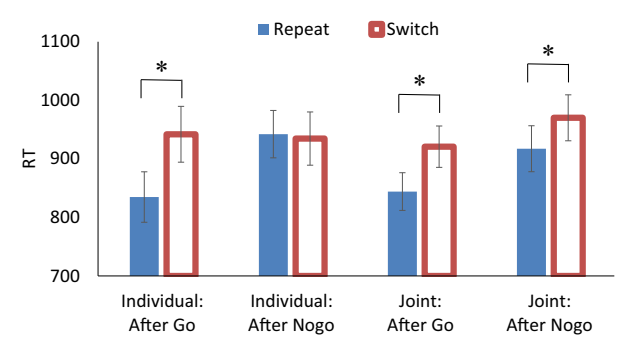 Repeat Switch
1100
1000
900
800
700
RT
* * * *
Individual: Individual: Joint: Joint:
After Go After Nogo After Go After Nogo